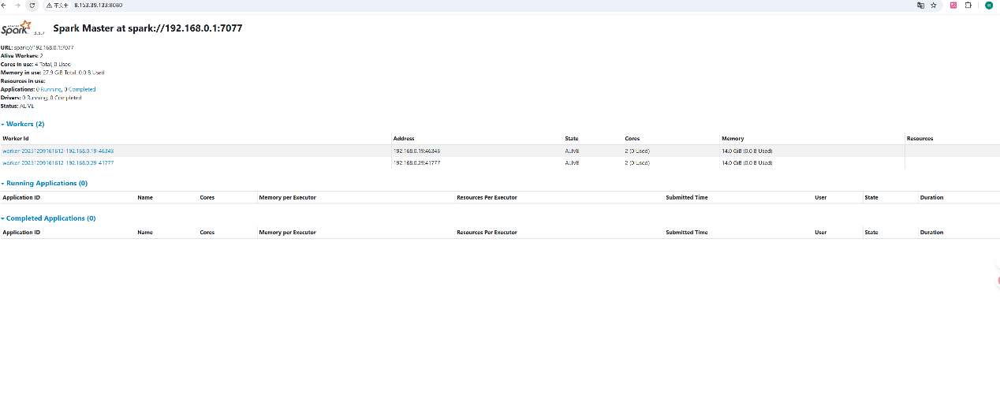 不安全 8.153.39.133:8080
Spark 3.5.7 Spark Master at spark://192.168.0.1:7077
URL: spark://192.168.0.1:7077
Alive Workers: 2
Cores in use: 4 Total, 0 Used
Memory in use: 27.9 GiB Total, 0.0 B Used
Resources in use:
Applications: 0 Running, 0 Completed
Drivers: 0 Running, 0 Completed
Status: ALIVE
Workers (2)
Worker Id Address State Cores Memory Resources
worker-20251209161612-192.168.0.19-46343 192.168.0.19:46343 ALIVE 2 (0 Used) 14.0 GiB (0.0 B Used)
worker-20251209161612-192.168.0.29-41777 192.168.0.29:41777 ALIVE 2 (0 Used) 14.0 GiB (0.0 B Used)
Running Applications (0)
Application ID Name Cores Memory per Executor Resources Per Executor Submitted Time User State Duration
Completed Applications (0)
Application ID Name Cores Memory per Executor Resources Per Executor Submitted Time User State Duration